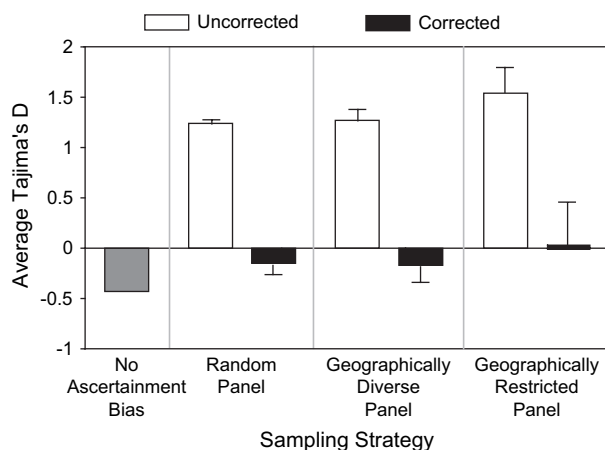 Uncorrected Corrected
Average Tajima's D
2
1.5
1
0.5
0
-0.5
-1
No Ascertainment Bias
Random Panel
Geographically Diverse Panel
Geographically Restricted Panel
Sampling Strategy